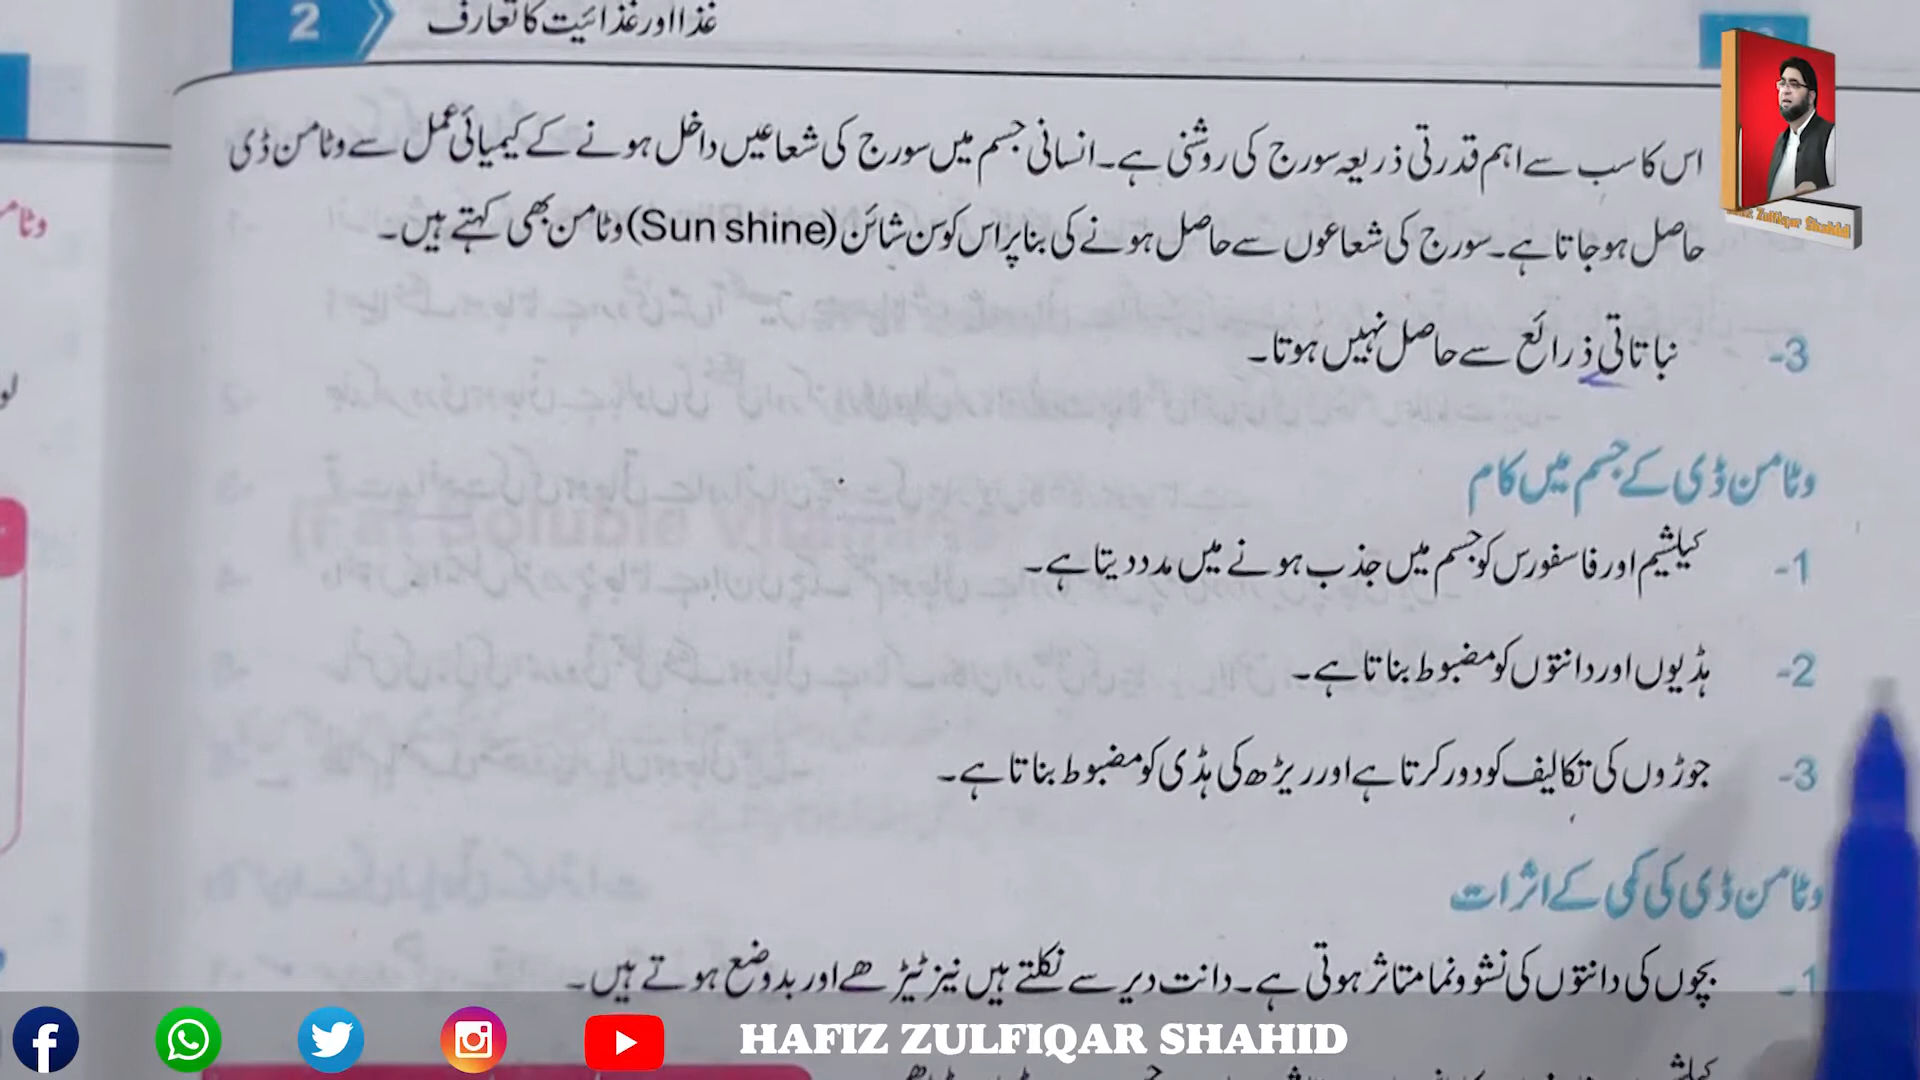 2
غذا اور غذائیت کا تعارف
اس کا سب سے اہم قدرتی ذریعہ سورج کی روشنی ہے۔ انسانی جسم میں سورج کی شعاعیں داخل ہونے کے کیمیائی عمل سے وٹامن ڈی
حاصل ہو جاتا ہے۔ سورج کی شعاعوں سے حاصل ہونے کی بنا پر اس کو سن شائن (Sun shine) وٹامن بھی کہتے ہیں۔
3- نباتاتی ذرائع سے حاصل نہیں ہوتا۔
وٹامن ڈی کے جسم میں کام
1- کیلشیم اور فاسفورس کو جسم میں جذب ہونے میں مدد دیتا ہے۔
2- ہڈیوں اور دانتوں کو مضبوط بناتا ہے۔
3- جوڑوں کی تکالیف کو دور کرتا ہے اور ریڑھ کی ہڈی کو مضبوط بناتا ہے۔
وٹامن ڈی کی کمی کے اثرات
1- بچوں کی دانتوں کی نشوونما متاثر ہوتی ہے۔ دانت دیر سے نکلتے ہیں نیز ٹیڑھے اور بدوضع ہوتے ہیں۔
Zulfiqar Shahid
HAFIZ ZULFIQAR SHAHID